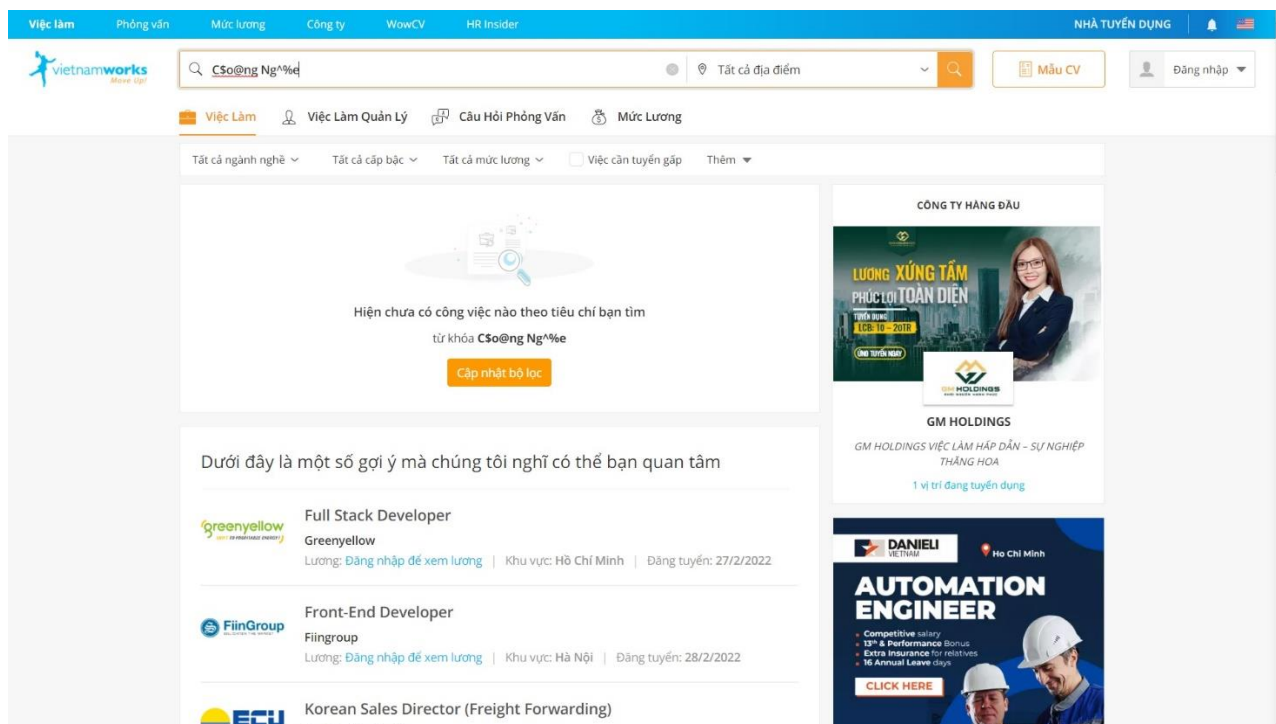 Việc làm Phỏng vấn Mức lương Công ty WowCV HR Insider NHÀ TUYỂN DỤNG
vietnamworks
Move Up!
C$o@ng Ng^%e Tất cả địa điểm Mẫu CV Đăng nhập
Việc Làm Việc Làm Quản Lý Câu Hỏi Phỏng Vấn Mức Lương
Tất cả ngành nghề Tất cả cấp bậc Tất cả mức lương Việc cần tuyển gấp Thêm
Hiện chưa có công việc nào theo tiêu chí bạn tìm
từ khóa C$o@ng Ng^%e
Cập nhật bộ lọc
Dưới đây là một số gợi ý mà chúng tôi nghĩ có thể bạn quan tâm
greenyellow
Full Stack Developer
Greenyellow
Lương: Đăng nhập để xem lương | Khu vực: Hồ Chí Minh | Đăng tuyển: 27/2/2022
FiinGroup
Front-End Developer
Fiingroup
Lương: Đăng nhập để xem lương | Khu vực: Hà Nội | Đăng tuyển: 28/2/2022
ECU
Korean Sales Director (Freight Forwarding)
CÔNG TY HÀNG ĐẦU
LƯƠNG XỨNG TẦM
PHÚC LỢI TOÀN DIỆN
TUYỂN DỤNG
LCB: 10 – 20TR
ỨNG TUYỂN NGAY
GM HOLDINGS
GM HOLDINGS
GM HOLDINGS VIỆC LÀM HẤP DẪN – SỰ NGHIỆP
THĂNG HOA
1 vị trí đang tuyển dụng
DANIELI
VIETNAM
Ho Chi Minh
AUTOMATION
ENGINEER
• Competitive salary
• 13th & Performance Bonus
• Extra Insurance for relatives
• 16 Annual Leave days
CLICK HERE